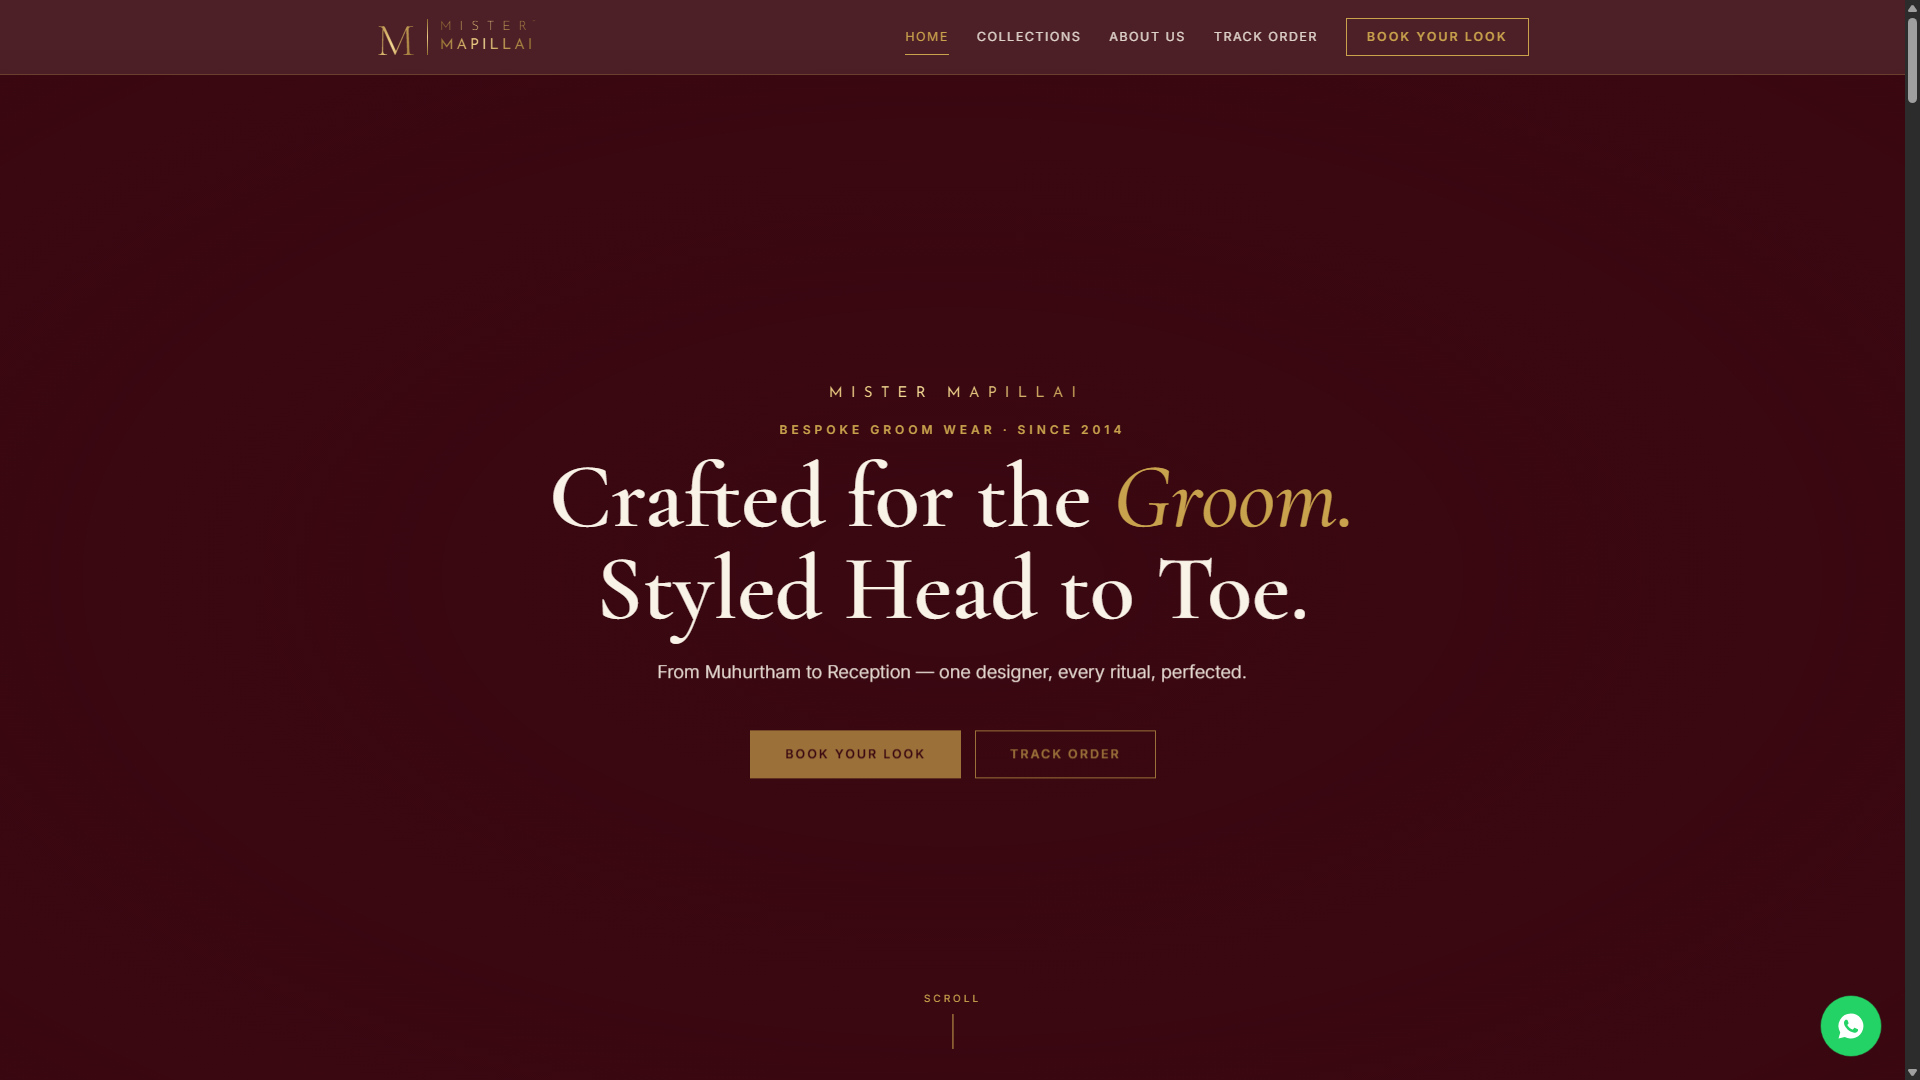 M
MISTER
MAPILLAI
HOME
COLLECTIONS
ABOUT US
TRACK ORDER
BOOK YOUR LOOK
MISTER MAPILLAI
BESPOKE GROOM WEAR · SINCE 2014
Crafted for the Groom.
Styled Head to Toe.
From Muhurtham to Reception — one designer, every ritual, perfected.
BOOK YOUR LOOK
TRACK ORDER
SCROLL